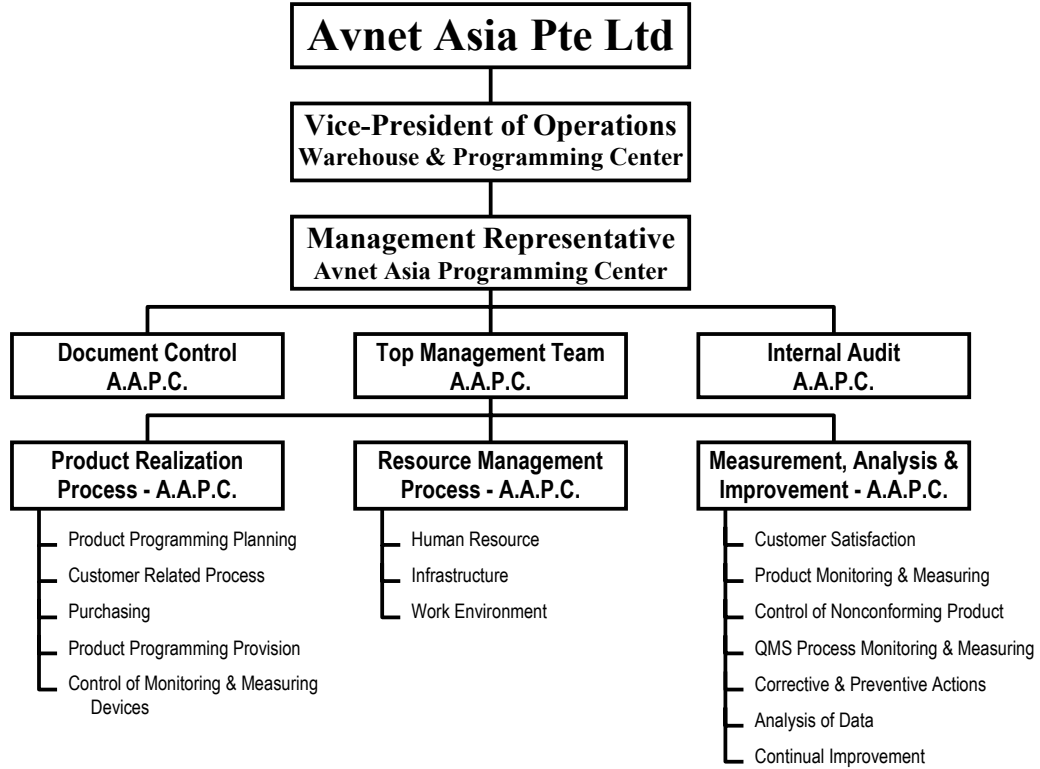 Avnet Asia Pte Ltd
Vice-President of Operations
Warehouse & Programming Center
Management Representative
Avnet Asia Programming Center
Document Control
A.A.P.C.
Top Management Team
A.A.P.C.
Internal Audit
A.A.P.C.
Product Realization
Process - A.A.P.C.
Product Programming Planning
Customer Related Process
Purchasing
Product Programming Provision
Control of Monitoring & Measuring
Devices
Resource Management
Process - A.A.P.C.
Human Resource
Infrastructure
Work Environment
Measurement, Analysis &
Improvement - A.A.P.C.
Customer Satisfaction
Product Monitoring & Measuring
Control of Nonconforming Product
QMS Process Monitoring & Measuring
Corrective & Preventive Actions
Analysis of Data
Continual Improvement